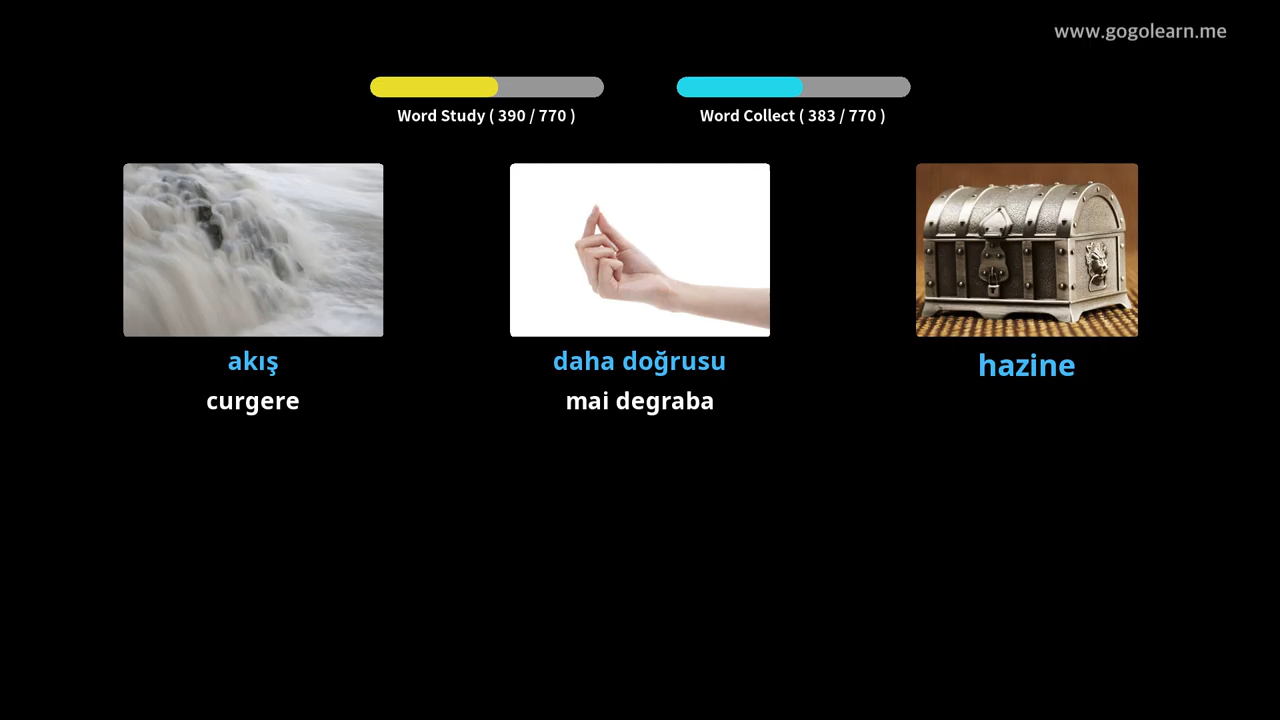 www.gogolearn.me
Word Study ( 390 / 770 )
Word Collect ( 383 / 770 )
akış
curgere
daha doğrusu
mai degraba
hazine